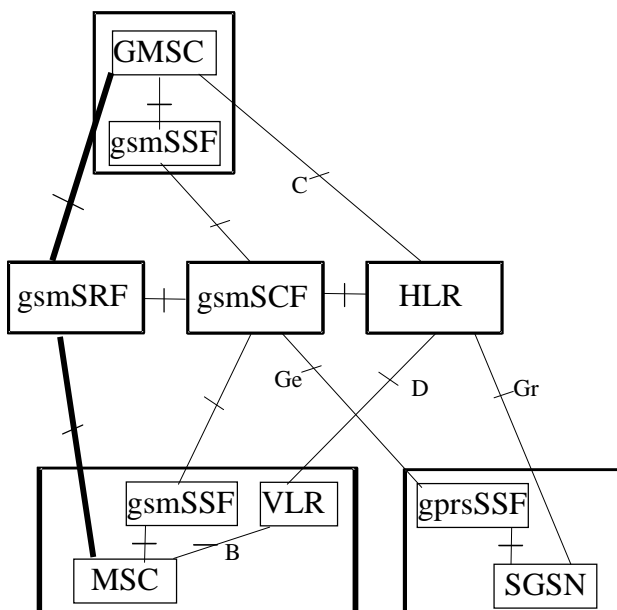 GMSC
gsmSSF
C
gsmSRF
gsmSCF
HLR
Ge
D
Gr
gsmSSF
VLR
gprsSSF
B
MSC
SGSN